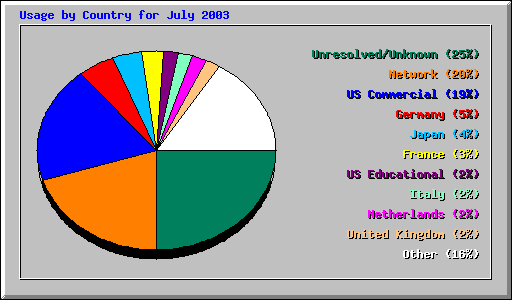 Usage by Country for July 2003
Unresolved/Unknown (25%)
Network (20%)
US Commercial (19%)
Germany (5%)
Japan (4%)
France (3%)
US Educational (2%)
Italy (2%)
Netherlands (2%)
United Kingdom (2%)
Other (16%)